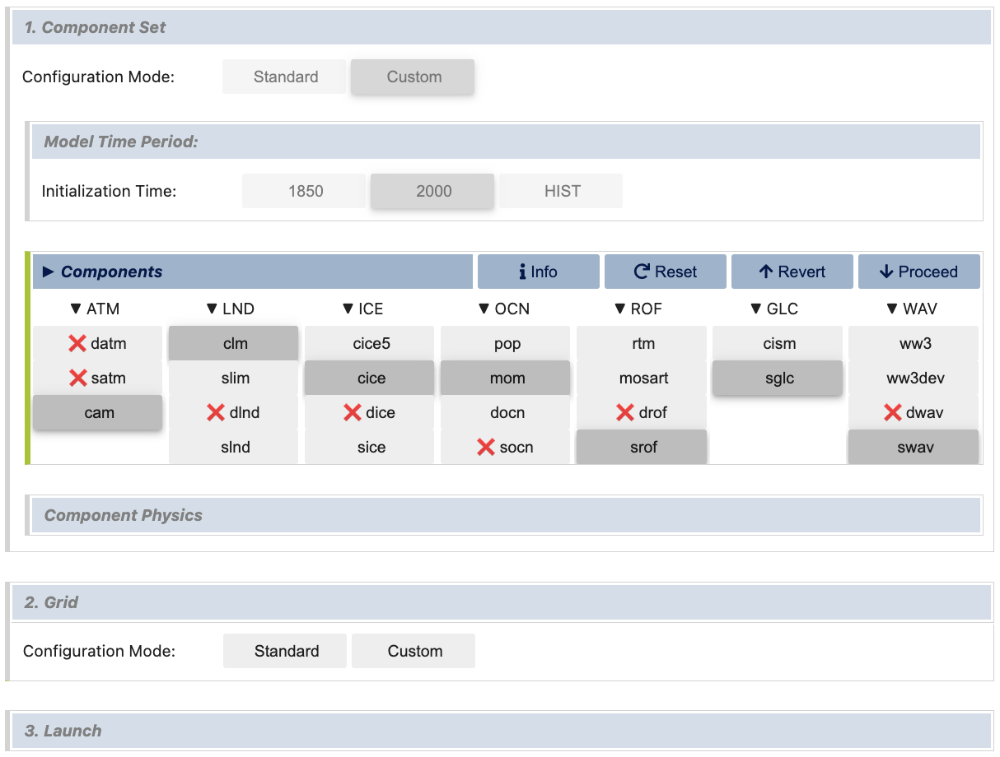 1. Component Set
Configuration Mode: Standard Custom
Model Time Period:
Initialization Time: 1850 2000 HIST
▶ Components Info Reset Revert Proceed
▼ ATM ▼ LND ▼ ICE ▼ OCN ▼ ROF ▼ GLC ▼ WAV
❌ datm clm cice5 pop rtm cism ww3
❌ satm slim cice mom mosart sglc ww3dev
cam ❌ dlnd ❌ dice docn ❌ drof ❌ dwav
slnd sice ❌ socn srof swav
Component Physics
2. Grid
Configuration Mode: Standard Custom
3. Launch